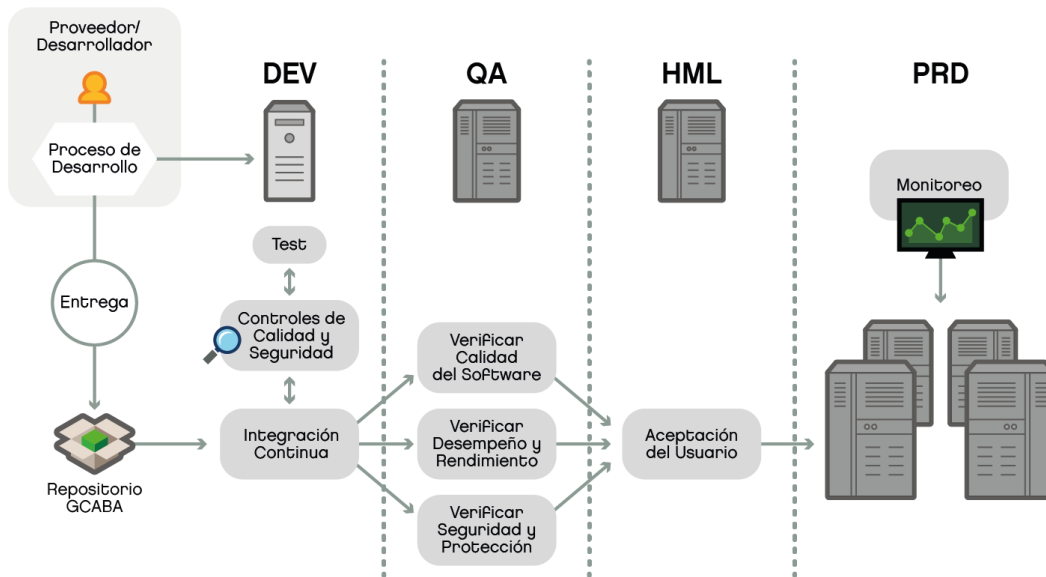 Proveedor/
Desarrollador
Proceso de
Desarrollo
Entrega
Repositorio
GCABA
DEV
Test
Controles de
Calidad y
Seguridad
Integración
Continua
QA
Verificar
Calidad
del Software
Verificar
Desempeño y
Rendimiento
Verificar
Seguridad y
Protección
HML
Aceptación
del Usuario
PRD
Monitoreo